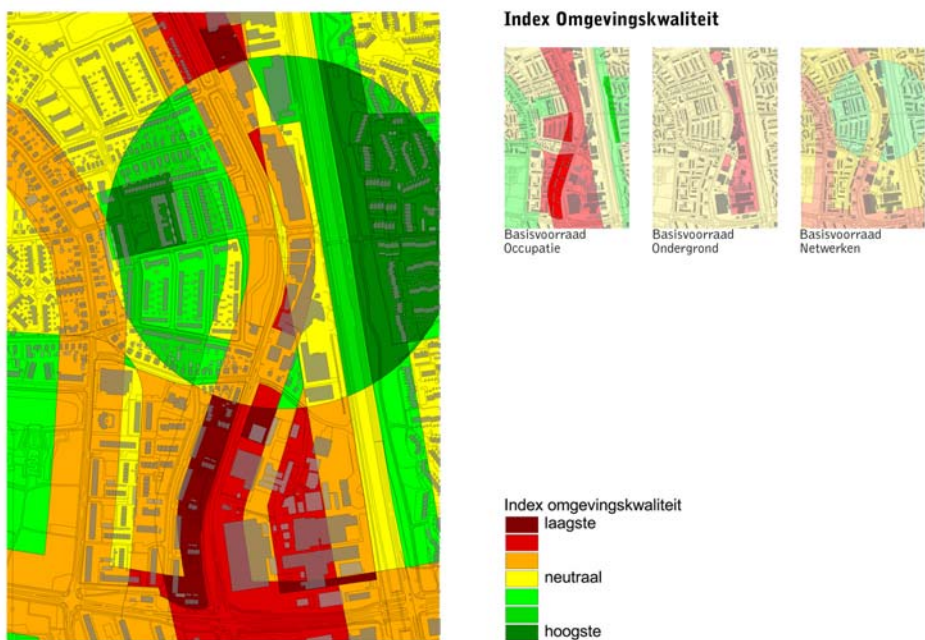 Index Omgevingskwaliteit
Basisvoorraad
Occupatie
Basisvoorraad
Ondergrond
Basisvoorraad
Netwerken
Index omgevingskwaliteit
laagste
neutraal
hoogste